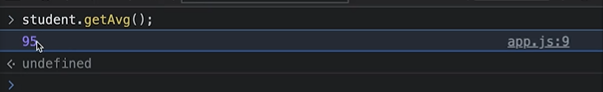 > student.getAvg();
95 app.js:9
undefined
>